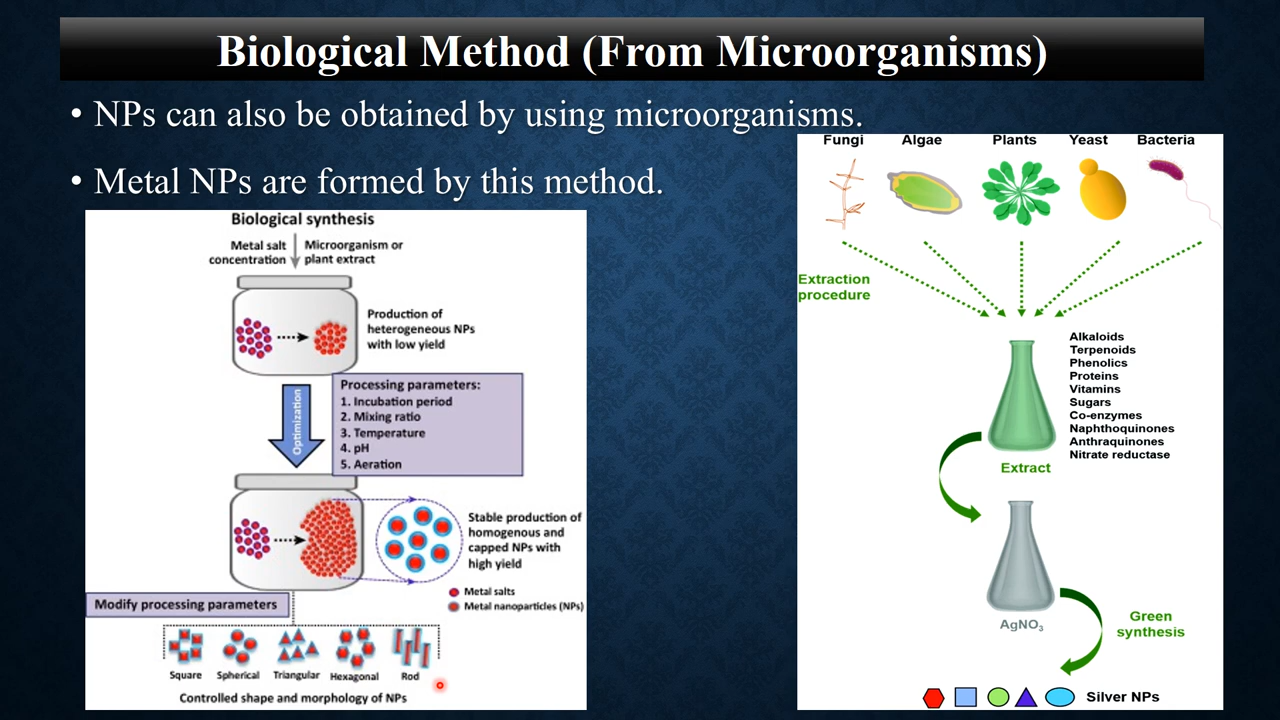 Biological Method (From Microorganisms)
• NPs can also be obtained by using microorganisms.
• Metal NPs are formed by this method.
Biological synthesis
Metal salt
concentration
Microorganism or
plant extract
Production of
heterogeneous NPs
with low yield
Optimization
Processing parameters:
1. Incubation period
2. Mixing ratio
3. Temperature
4. pH
5. Aeration
Stable production of
homogenous and
capped NPs with
high yield
Metal salts
Metal nanoparticles (NPs)
Modify processing parameters
Square
Spherical
Triangular
Hexagonal
Rod
Controlled shape and morphology of NPs
Fungi
Algae
Plants
Yeast
Bacteria
Extraction
procedure
Alkaloids
Terpenoids
Phenolics
Proteins
Vitamins
Sugars
Co-enzymes
Naphthoquinones
Anthraquinones
Nitrate reductase
Extract
AgNO₃
Green
synthesis
Silver NPs